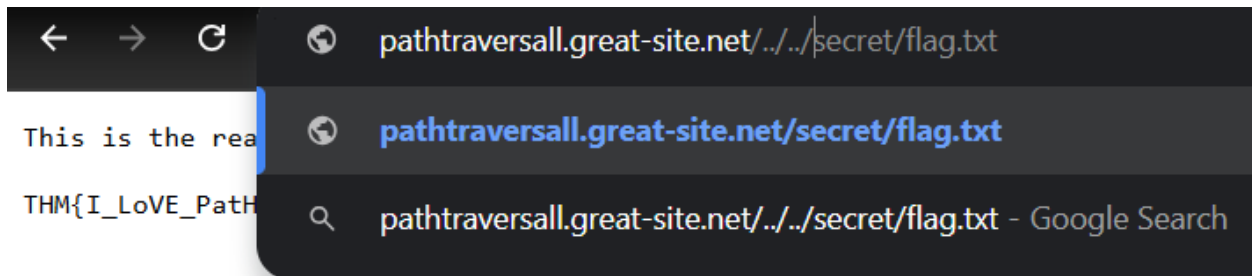 pathtraversall.great-site.net/../../secret/flag.txt
pathtraversall.great-site.net/secret/flag.txt
This is the
THM{I_LoVE_PatH
pathtraversall.great-site.net/../../secret/flag.txt - Google Search